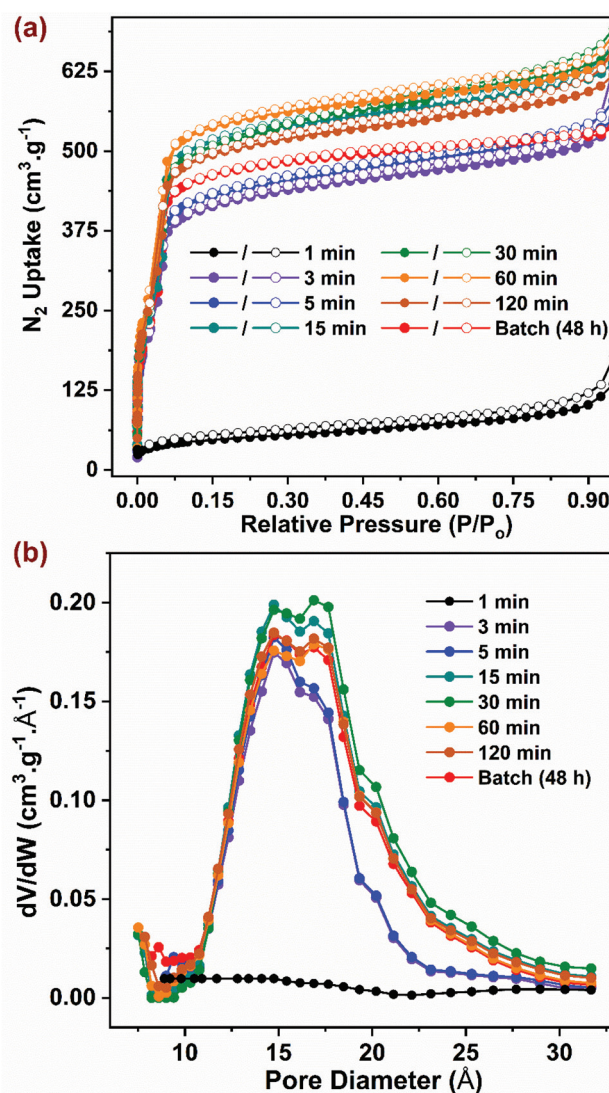 (a)
N₂ Uptake (cm³.g⁻¹)
625
500
375
250
125
0
/ 1 min
/ 3 min
/ 5 min
/ 15 min
/ 30 min
/ 60 min
/ 120 min
/ Batch (48 h)
0.00 0.15 0.30 0.45 0.60 0.75 0.90
Relative Pressure (P/Pₒ)
(b)
dV/dW (cm³.g⁻¹.Å⁻¹)
0.20
0.15
0.10
0.05
0.00
1 min
3 min
5 min
15 min
30 min
60 min
120 min
Batch (48 h)
10 15 20 25 30
Pore Diameter (Å)